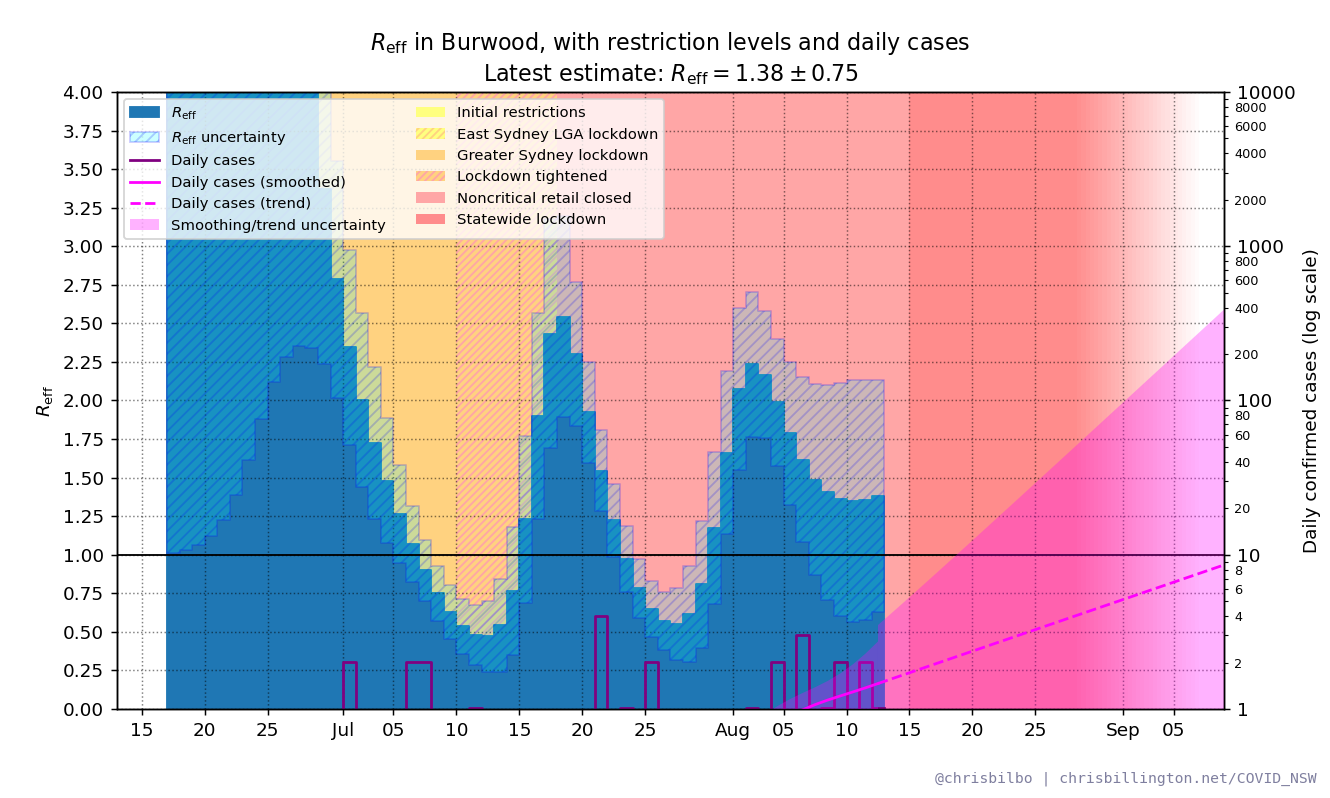 Reff in Burwood, with restriction levels and daily cases
Latest estimate: Reff = 1.38 ± 0.75
Reff
Reff uncertainty
Daily cases
Daily cases (smoothed)
Daily cases (trend)
Smoothing/trend uncertainty
Initial restrictions
East Sydney LGA lockdown
Greater Sydney lockdown
Lockdown tightened
Noncritical retail closed
Statewide lockdown
Reff
4.00
3.75
3.50
3.25
3.00
2.75
2.50
2.25
2.00
1.75
1.50
1.25
1.00
0.75
0.50
0.25
0.00
15 20 25 Jul 05 10 15 20 25 Aug 05 10 15 20 25 Sep 05
10000
8000
6000
4000
2000
1000
800
600
400
200
100
80
60
40
20
10
8
6
4
2
1
Daily confirmed cases (log scale)
@chrisbilbo | chrisbillington.net/COVID_NSW